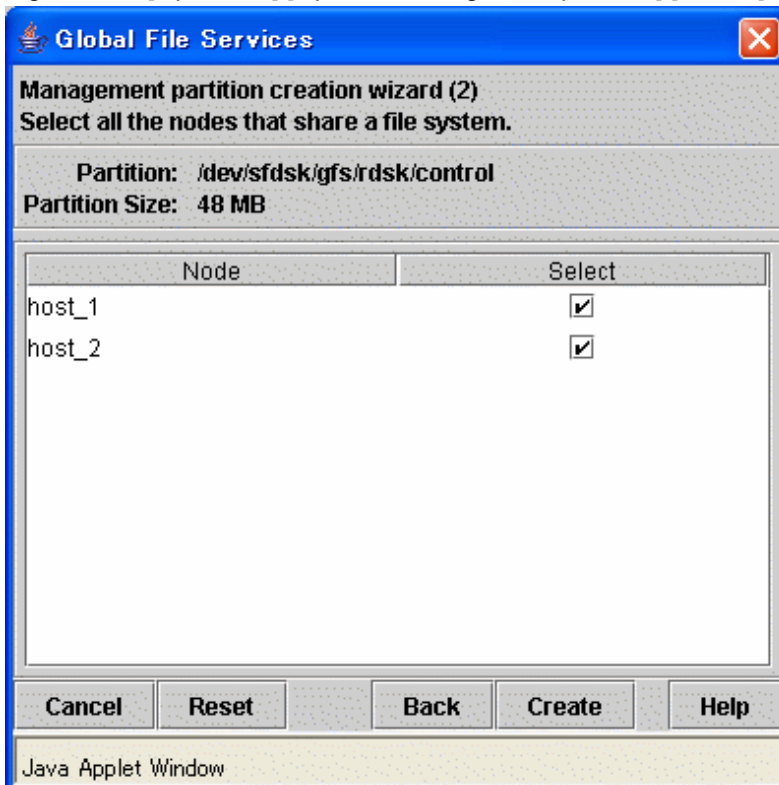 Global File Services
Management partition creation wizard (2)
Select all the nodes that share a file system.
Partition: /dev/sfdsk/gfs/rdsk/control
Partition Size: 48 MB
Node Select
host_1
host_2
Cancel Reset Back Create Help
Java Applet Window